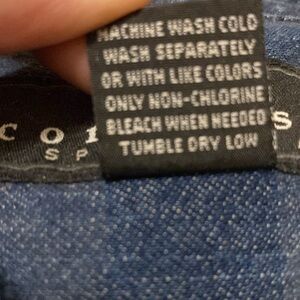 MACHINE WASH COLD
WASH SEPARATELY
OR WITH LIKE COLORS
ONLY NON-CHLORINE
BLEACH WHEN NEEDED
TUMBLE DRY LOW